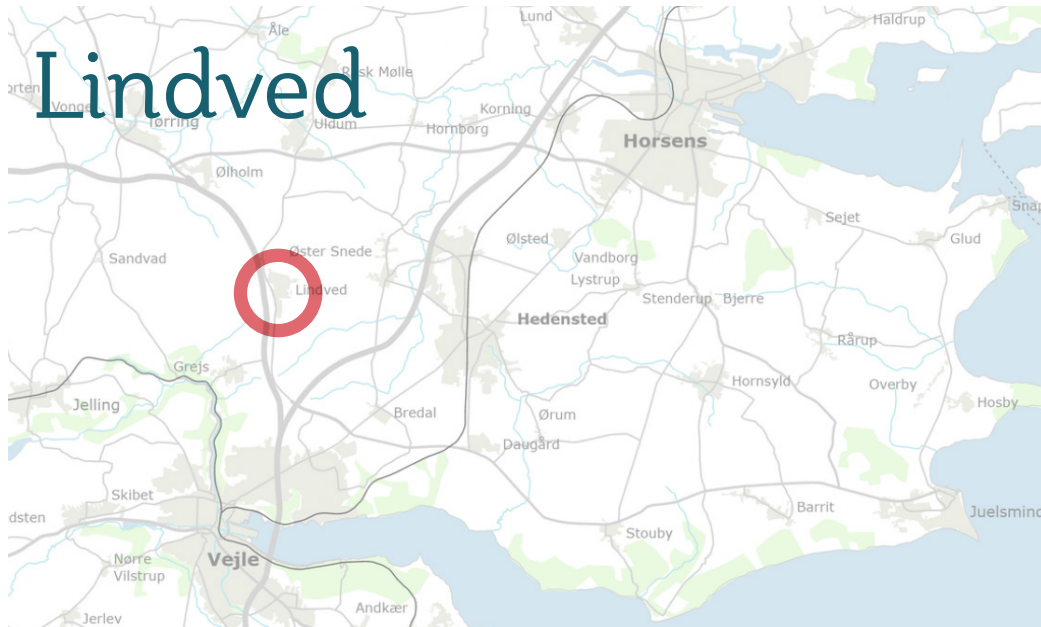 Lindved
Lund
Haldrup
Åle
Rask Mølle
Vonge
Tørring
Uldum
Korning
Hornborg
Horsens
Ølholm
Snap
Sejet
Ølsted
Glud
Øster Snede
Sandvad
Vandborg
Lystrup
Lindved
Stenderup
Bjerre
Hedensted
Rårup
Grejs
Hornsyld
Overby
Jelling
Hosby
Bredal
Ørum
Daugård
Skibet
Barrit
Juelsmind
dsten
Stouby
Vejle
Nørre
Vilstrup
Andkær
Jerlev